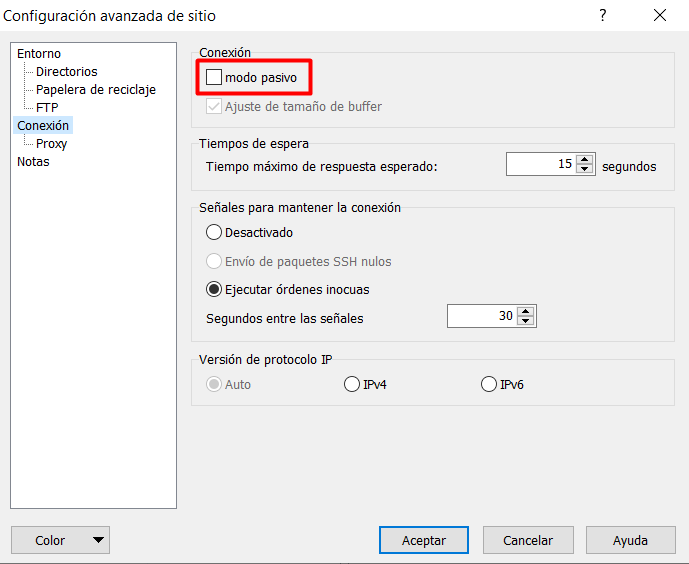 Configuración avanzada de sitio
?
Entorno
Directorios
Papelera de reciclaje
FTP
Conexión
Proxy
Notas
Conexión
modo pasivo
Ajuste de tamaño de buffer
Tiempos de espera
Tiempo máximo de respuesta esperado: 15 segundos
Señales para mantener la conexión
Desactivado
Envío de paquetes SSH nulos
Ejecutar órdenes inocuas
Segundos entre las señales 30
Versión de protocolo IP
Auto IPv4 IPv6
Color Aceptar Cancelar Ayuda